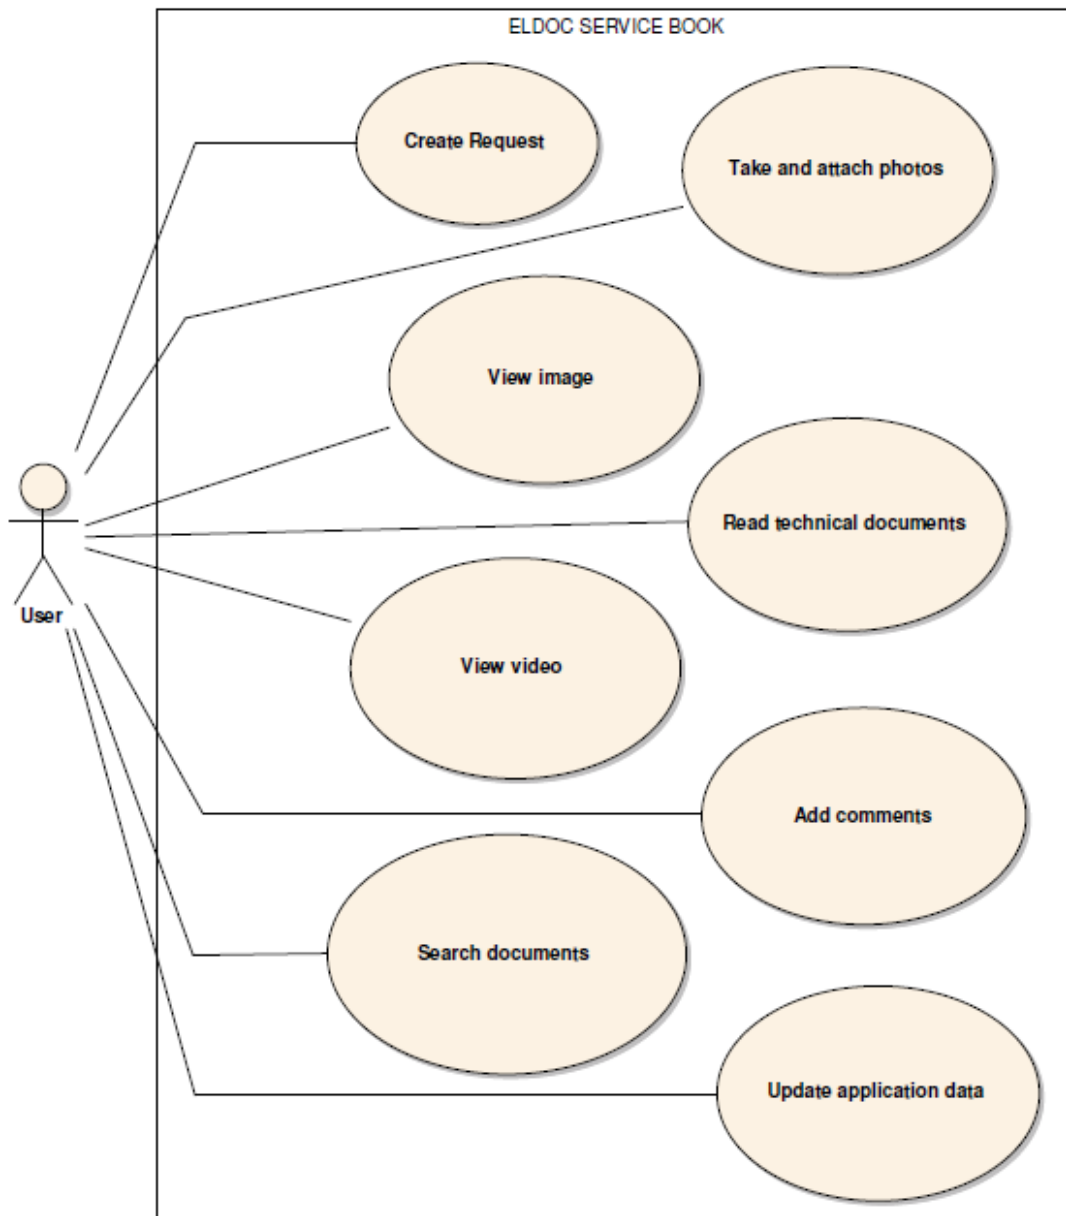 ELDOC SERVICE BOOK
Create Request
Take and attach photos
View image
Read technical documents
User
View video
Add comments
Search documents
Update application data